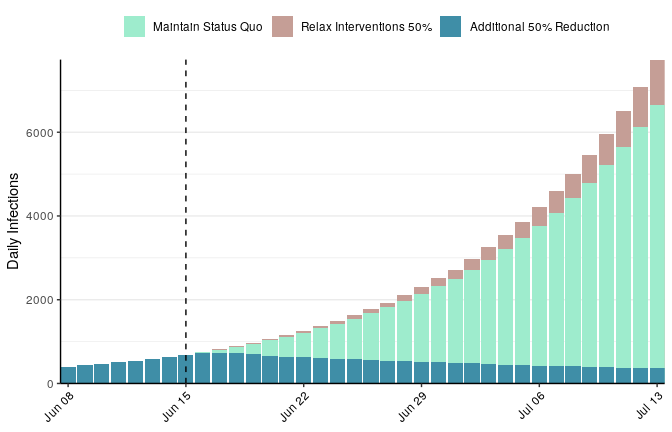 Maintain Status Quo Relax Interventions 50% Additional 50% Reduction
Daily Infections
6000
4000
2000
0
Jun 08 Jun 15 Jun 22 Jun 29 Jul 06 Jul 13